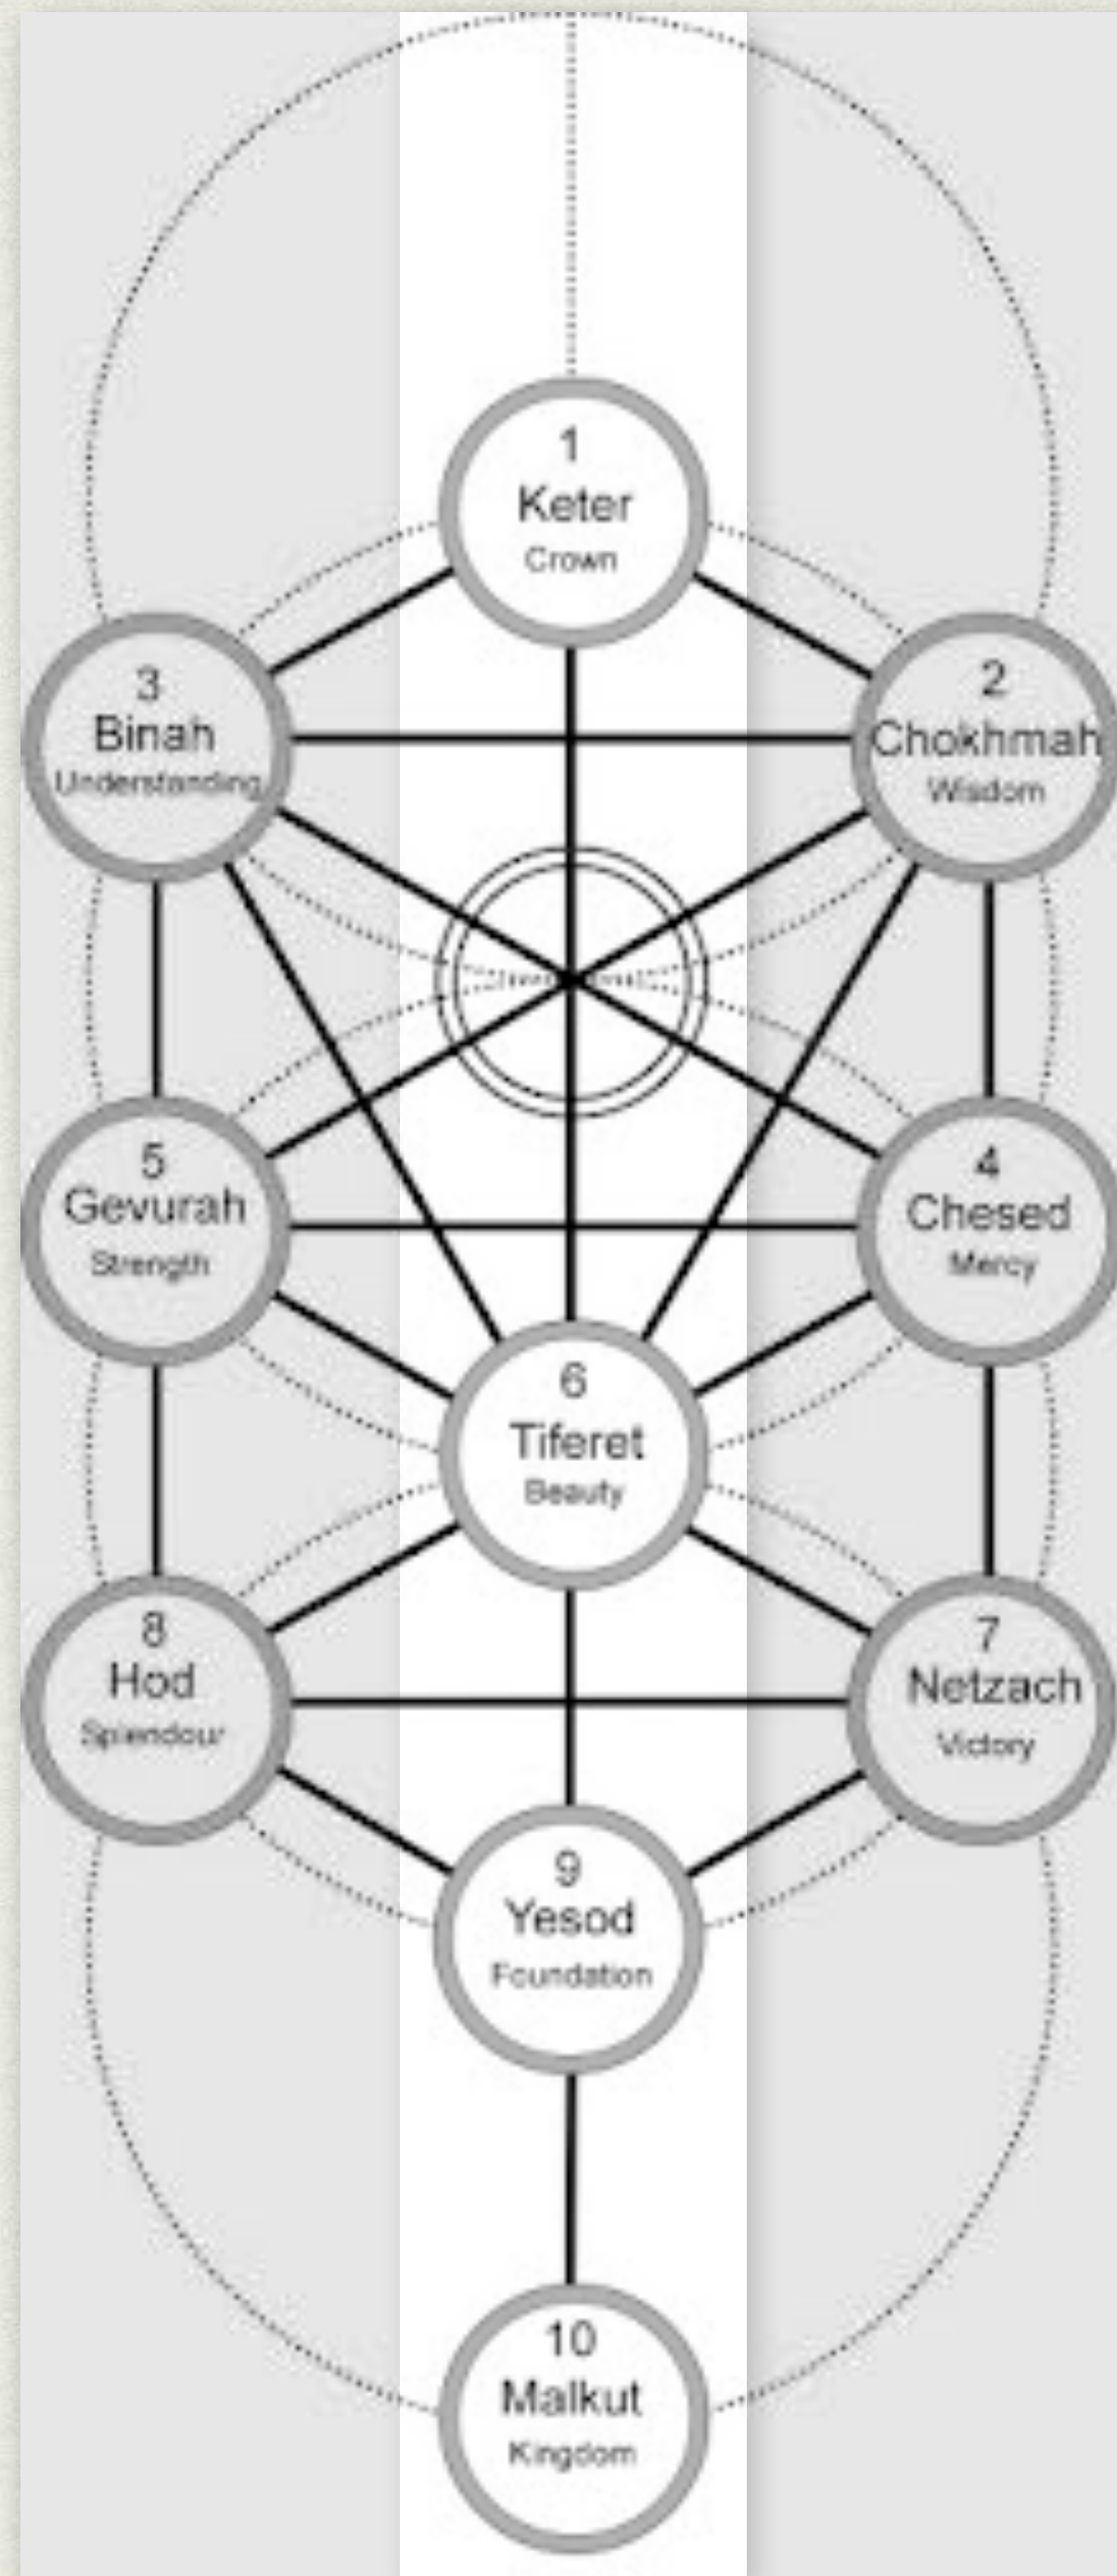 1
Keter
Crown
3
Binah
Understanding
2
Chokhmah
Wisdom
5
Gevurah
Strength
4
Chesed
Mercy
6
Tiferet
Beauty
8
Hod
Splendour
7
Netzach
Victory
9
Yesod
Foundation
10
Malkut
Kingdom